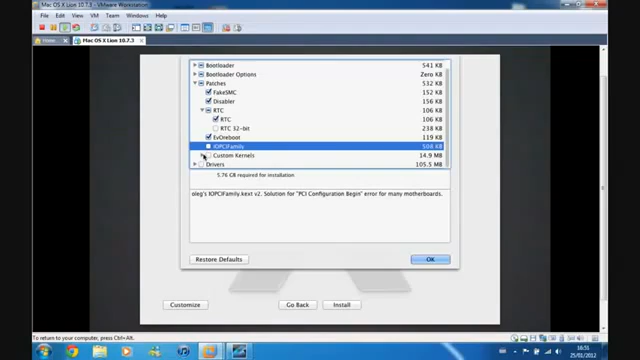 Mac OS X Lion 10.7.3 - VMware Workstation
File Edit View VM Team Windows Help
Home Mac OS X Lion 10.7.3
Bootloader 541 KB
Bootloader Options Zero KB
Patches 532 KB
FakeSMC 152 KB
Disabler 156 KB
RTC 106 KB
RTC 106 KB
RTC 32-bit 238 KB
EvOreboot 119 KB
IOPCIFamily 508 KB
Custom Kernels 14.9 MB
Drivers 105.5 MB
5.76 GB required for installation
oleg's IOPCIFamily.kext v2. Solution for "PCI Configuration Begin" error for many motherboards.
Restore Defaults OK
Customize Go Back Install
To return to your computer, press Ctrl+Alt.
16:51
25/01/2012